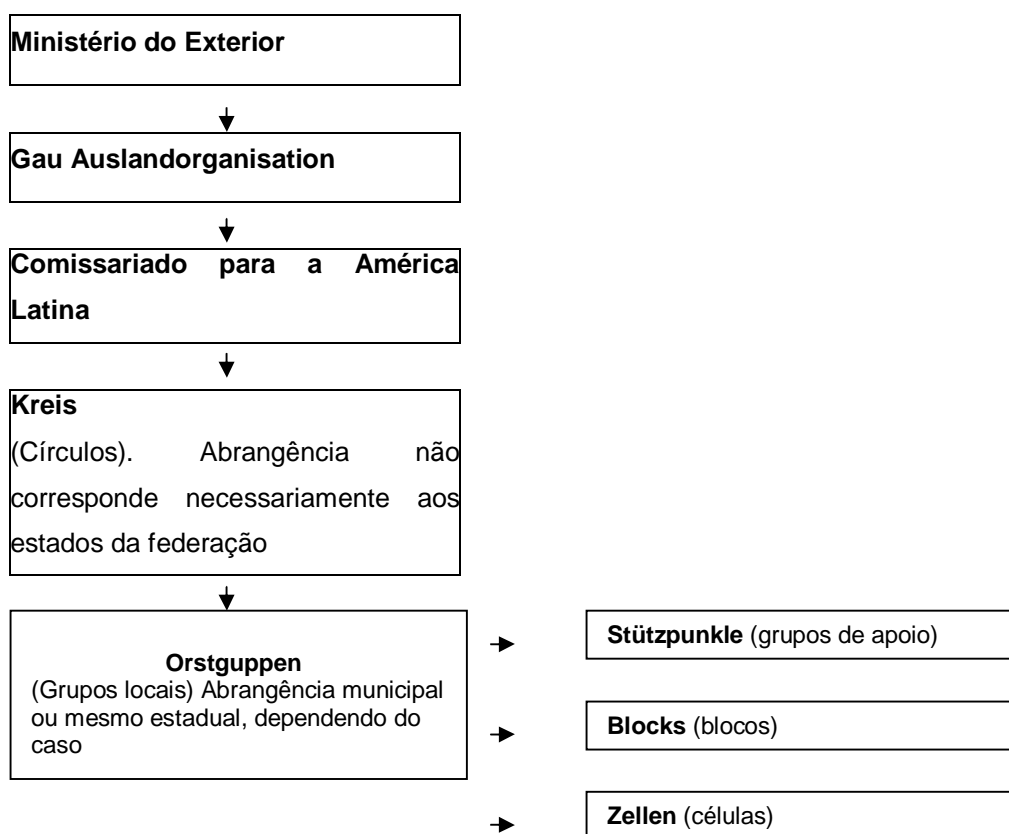 Ministério do Exterior
Gau Auslandorganisation
Comissariado para a América
Latina
Kreis
(Círculos). Abrangência não
corresponde necessariamente aos
estados da federação
Orstguppen
(Grupos locais) Abrangência municipal
ou mesmo estadual, dependendo do
caso
Stützpunkle (grupos de apoio)
Blocks (blocos)
Zellen (células)